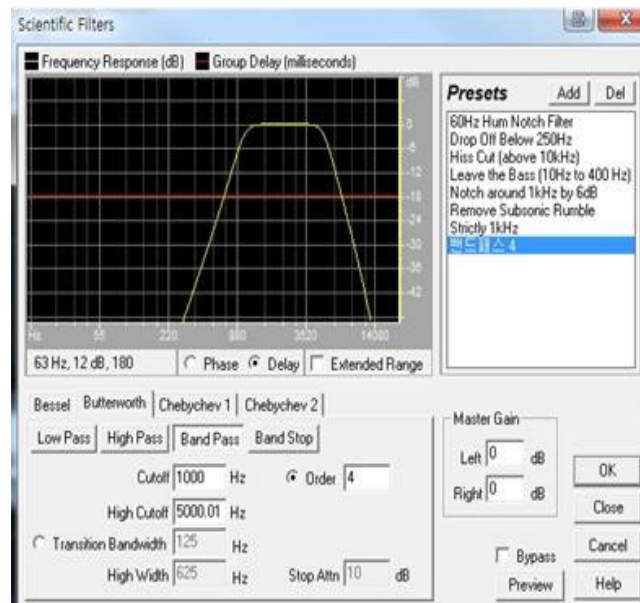 Scientific Filters
Frequency Response (dB) Group Delay (milliseconds)
dB
0
-6
-12
-18
-24
-30
-36
-42
Hz 55 220 880 3520 14080
63 Hz, 12 dB, 180 Phase Delay Extended Range
Presets Add Del
60Hz Hum Notch Filter
Drop Off Below 250Hz
Hiss Cut (above 10kHz)
Leave the Bass (10Hz to 400 Hz)
Notch around 1kHz by 6dB
Remove Subsonic Rumble
Strictly 1kHz
밴드패스 4
Bessel Butterworth Chebychev 1 Chebychev 2
Low Pass High Pass Band Pass Band Stop
Cutoff 1000 Hz Order 4
High Cutoff 5000.01 Hz
Transition Bandwidth 125 Hz
High Width 625 Hz Stop Attn 10 dB
Master Gain
Left 0 dB
Right 0 dB
Bypass
Preview
OK
Close
Cancel
Help